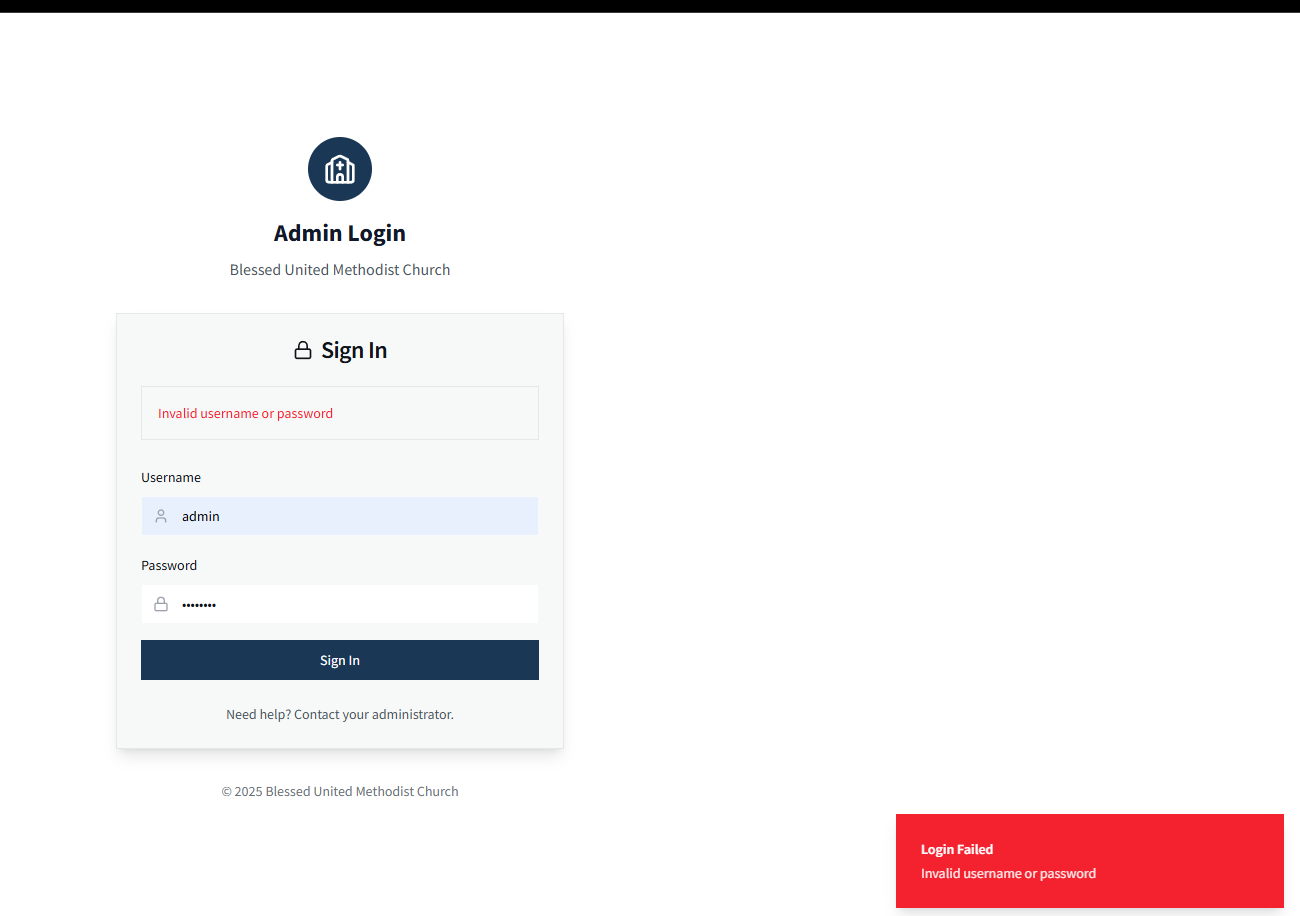 Admin Login
Blessed United Methodist Church
Sign In
Invalid username or password
Username
admin
Password
••••••••
Sign In
Need help? Contact your administrator.
© 2025 Blessed United Methodist Church
Login Failed
Invalid username or password